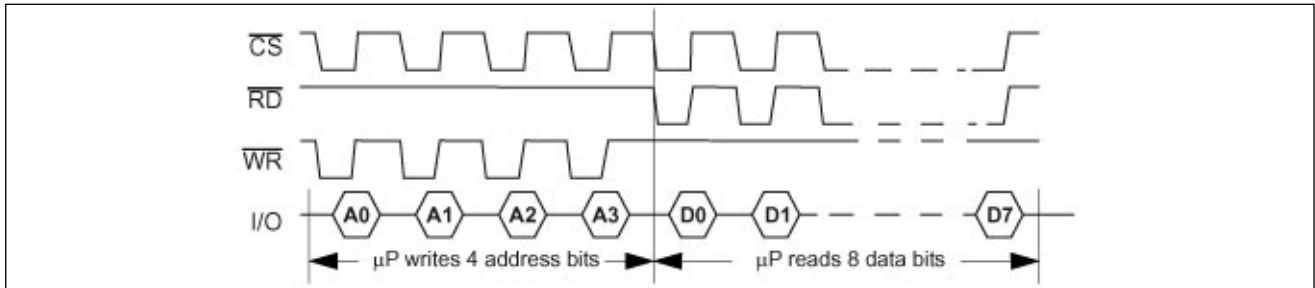 CS
RD
WR
I/O A0 A1 A2 A3 D0 D1 D7
μP writes 4 address bits μP reads 8 data bits